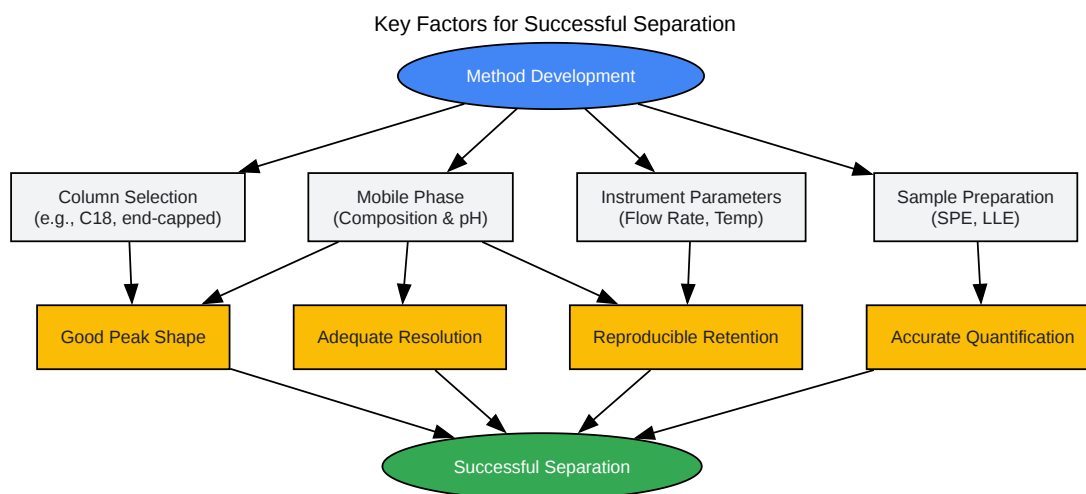 Key Factors for Successful Separation
Method Development
Column Selection
(e.g., C18, end-capped)
Mobile Phase
(Composition & pH)
Instrument Parameters
(Flow Rate, Temp)
Sample Preparation
(SPE, LLE)
Good Peak Shape
Adequate Resolution
Reproducible Retention
Accurate Quantification
Successful Separation